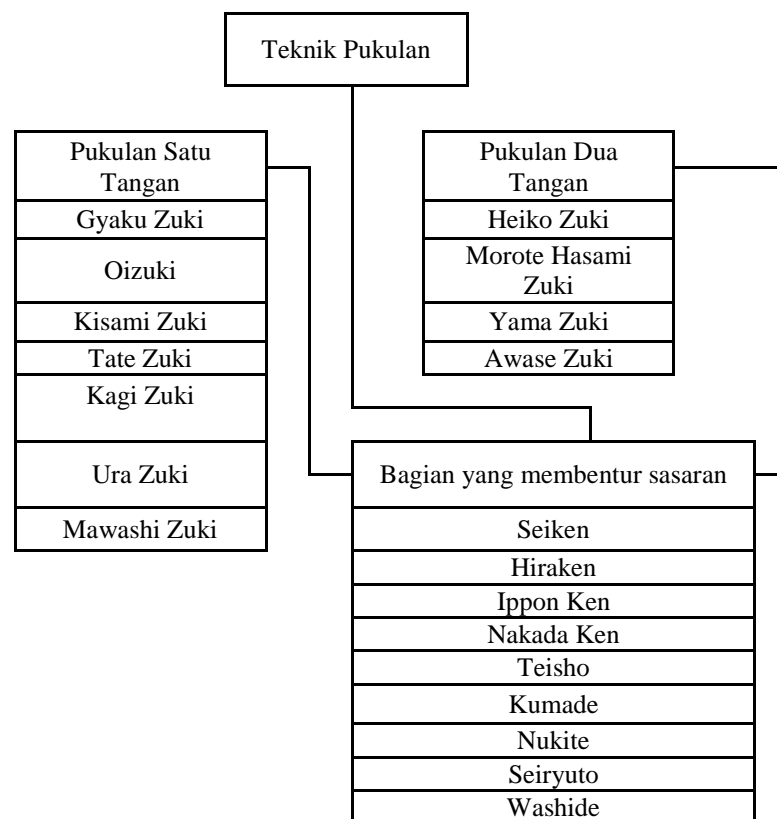 Teknik Pukulan
Pukulan Satu
Tangan
Gyaku Zuki
Oizuki
Kisami Zuki
Tate Zuki
Kagi Zuki
Ura Zuki
Mawashi Zuki
Pukulan Dua
Tangan
Heiko Zuki
Morote Hasami
Zuki
Yama Zuki
Awase Zuki
Bagian yang membentur sasaran
Seiken
Hiraken
Ippon Ken
Nakada Ken
Teisho
Kumade
Nukite
Seiryuto
Washide